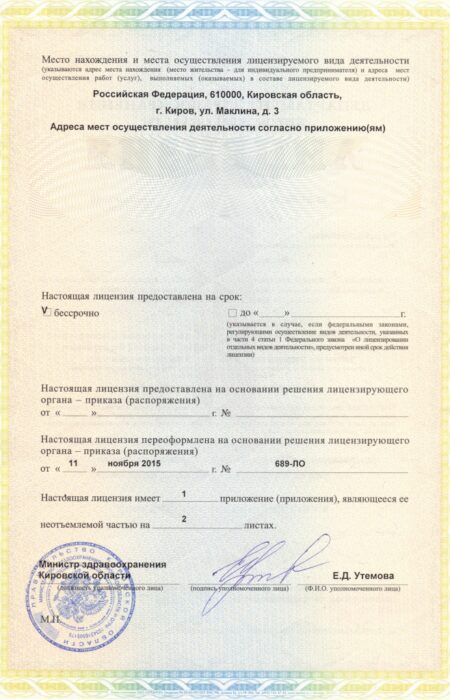 Место нахождения и места осуществления лицензируемого вида деятельности
(указываются адрес места нахождения (место жительства – для индивидуального предпринимателя) и адреса мест
осуществления работ (услуг), выполняемых (оказываемых) в составе лицензируемого вида деятельности)
Российская Федерация, 610000, Кировская область,
г. Киров, ул. Маклина, д. 3
Адреса мест осуществления деятельности согласно приложению(ям)
Настоящая лицензия предоставлена на срок:
V бессрочно
до « » г.
(указывается в случае, если федеральными законами,
регулирующими осуществление видов деятельности, указанных
в части 4 статьи 1 Федерального закона «О лицензировании
отдельных видов деятельности», предусмотрен иной срок действия
лицензии)
Настоящая лицензия предоставлена на основании решения лицензирующего
органа – приказа (распоряжения)
от « » г. №
Настоящая лицензия переоформлена на основании решения лицензирующего
органа – приказа (распоряжения)
от « 11 » ноября 2015 г. № 689-ЛО
Настоящая лицензия имеет 1 приложение (приложения), являющееся ее
неотъемлемой частью на 2 листах.
Министр здравоохранения
Кировской области
Е.Д. Утемова
(должность уполномоченного лица)
(подпись уполномоченного лица)
(Ф.И.О. уполномоченного лица)
М.П.
ПРАВИТЕЛЬСТВО КИРОВСКОЙ ОБЛАСТИ